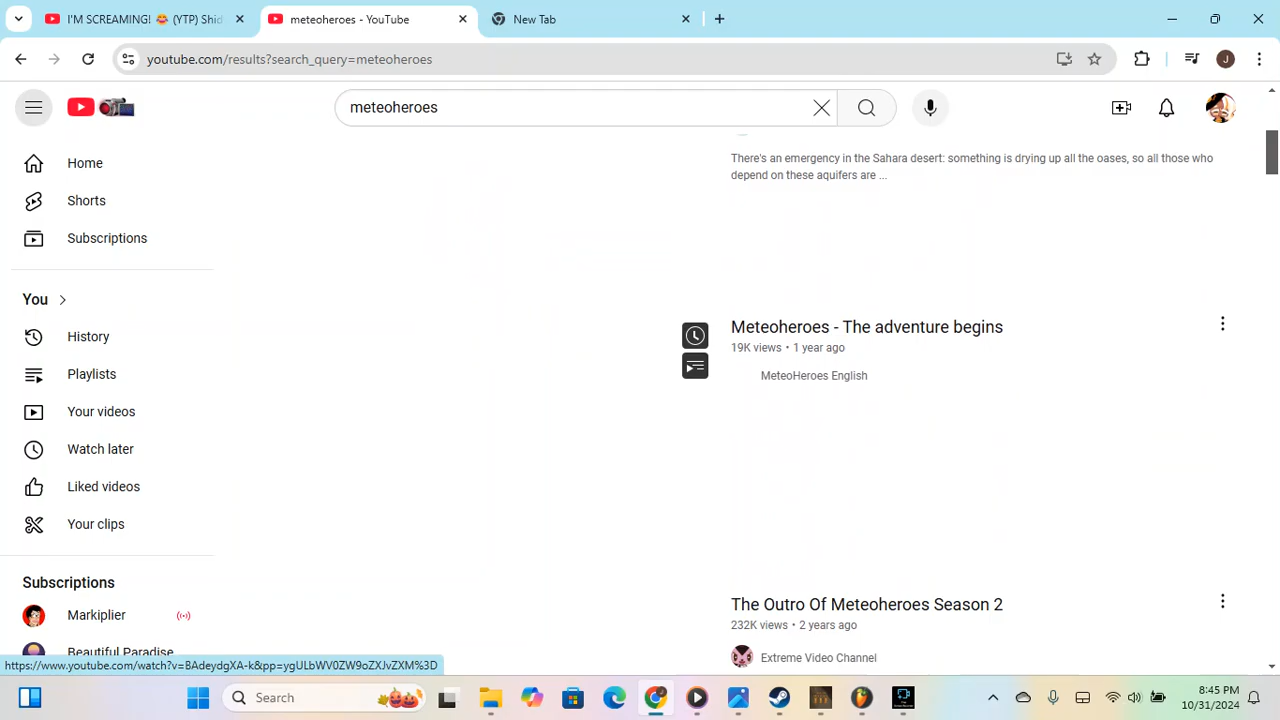 I'M SCREAMING! 😂 (YTP) Shid
meteoheroes - YouTube
New Tab
youtube.com/results?search_query=meteoheroes
meteoheroes
Home
Shorts
Subscriptions
You
History
Playlists
Your videos
Watch later
Liked videos
Your clips
Subscriptions
Markiplier
Beautiful Paradise
There's an emergency in the Sahara desert: something is drying up all the oases, so all those who
depend on these aquifers are ...
Meteoheroes - The adventure begins
19K views • 1 year ago
MeteoHeroes English
The Outro Of Meteoheroes Season 2
232K views • 2 years ago
Extreme Video Channel
https://www.youtube.com/watch?v=BAdeydgXA-k&pp=ygULbWV0ZW9oZXJvZXM%3D
Search
8:45 PM
10/31/2024